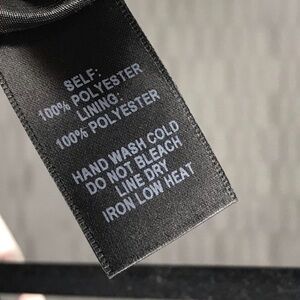 SELF:
100% POLYESTER
LINING:
100% POLYESTER
HAND WASH COLD
DO NOT BLEACH
LINE DRY
IRON LOW HEAT